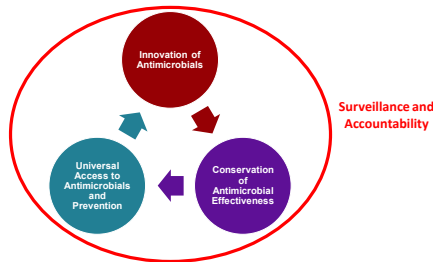 Innovation of
Antimicrobials
Surveillance and
Accountability
Universal
Access to
Antimicrobials
and
Prevention
Conservation
of
Antimicrobial
Effectiveness